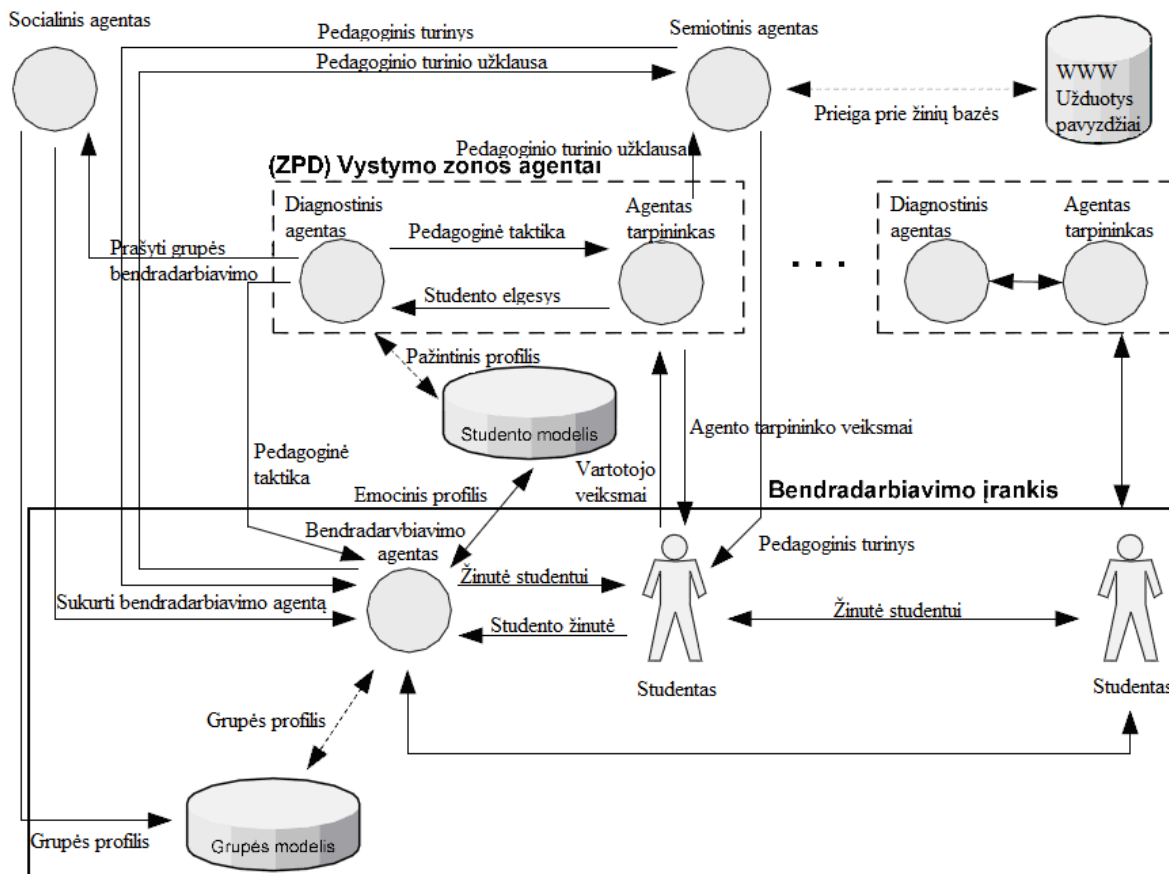 Socialinis agentas
Pedagoginis turinys
Semiotinis agentas
Pedagoginio turinio užklausa
WWW
Užduotys
pavyzdžiai
Prieiga prie žinių bazės
Pedagoginio turinio užklausa
(ZPD) Vystymo zonos agentai
Diagnostinis
agentas
Agentas
tarpininkas
Pedagoginė taktika
Studento elgesys
Prašyti grupės
bendradarbiavimo
. . .
Diagnostinis
agentas
Agentas
tarpininkas
Pažintinis profilis
Studento modelis
Agento tarpininko veiksmai
Pedagoginė
taktika
Vartotojo
veiksmai
Emocinis profilis
Bendradarbiavimo įrankis
Bendradarvbiavimo
agentas
Pedagoginis turinys
Žinutė studentui
Sukurti bendradarbiavimo agentą
Studento žinutė
Žinutė studentui
Studentas
Studentas
Grupės profilis
Grupės profilis
Grupės modelis